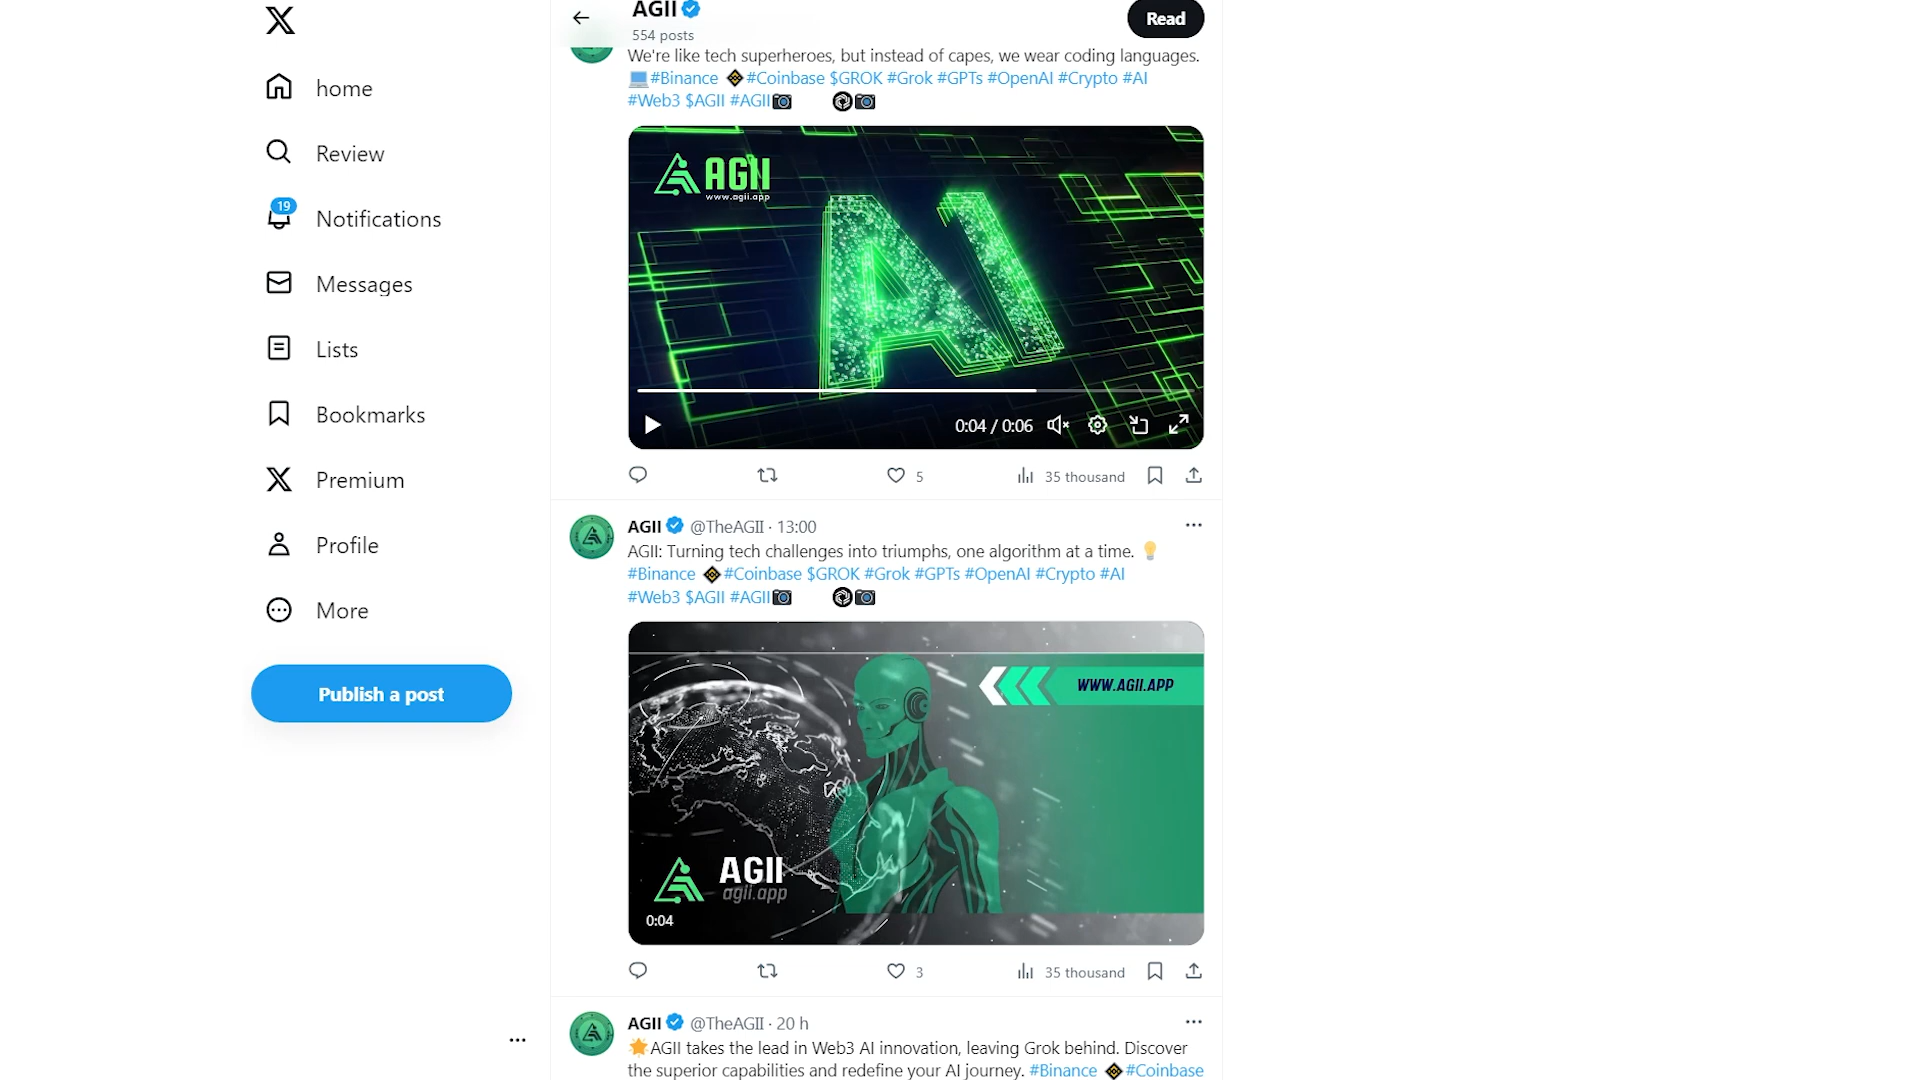 home
Review
19
Notifications
Messages
Lists
Bookmarks
Premium
Profile
More
Publish a post
AGII
554 posts
Read
We're like tech superheroes, but instead of capes, we wear coding languages.
#Binance #Coinbase $GROK #Grok #GPTs #OpenAI #Crypto #AI
#Web3 $AGII #AGII
AGII
www.agii.app
AI
0:04 / 0:06
5
35 thousand
AGII @TheAGII · 13:00
AGII: Turning tech challenges into triumphs, one algorithm at a time.
#Binance #Coinbase $GROK #Grok #GPTs #OpenAI #Crypto #AI
#Web3 $AGII #AGII
WWW.AGII.APP
AGII
agii.app
0:04
3
35 thousand
AGII @TheAGII · 20 h
AGII takes the lead in Web3 AI innovation, leaving Grok behind. Discover
the superior capabilities and redefine your AI journey. #Binance #Coinbase